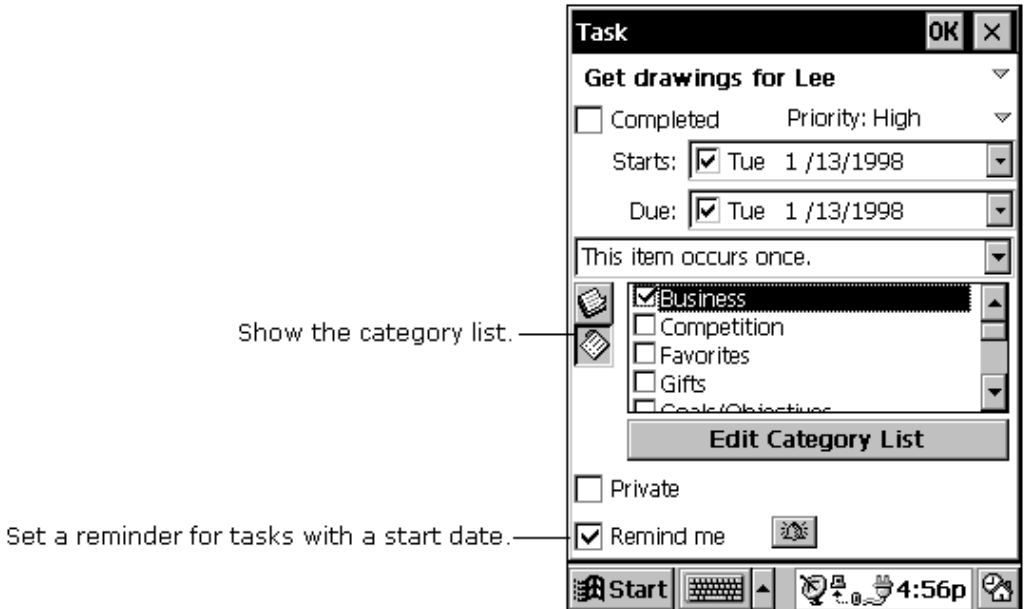 Task OK
Get drawings for Lee
Completed Priority: High
Starts: Tue 1 /13/1998
Due: Tue 1 /13/1998
This item occurs once.
Business
Show the category list.
Competition
Favorites
Gifts
Goals/Objectives
Edit Category List
Private
Set a reminder for tasks with a start date.
Remind me
Start 4:56p